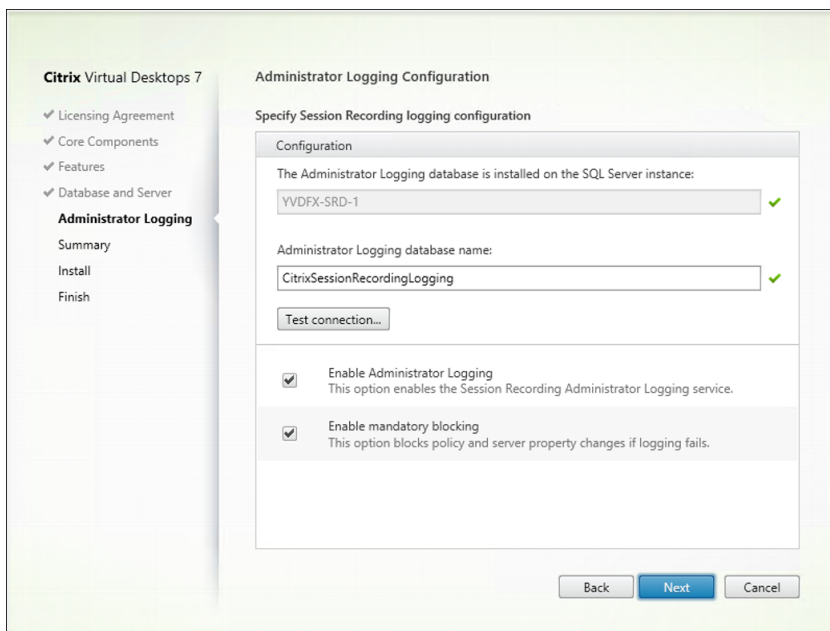 Citrix Virtual Desktops 7
Licensing Agreement
Core Components
Features
Database and Server
Administrator Logging
Summary
Install
Finish
Administrator Logging Configuration
Specify Session Recording logging configuration
Configuration
The Administrator Logging database is installed on the SQL Server instance:
YVDFX-SRD-1
Administrator Logging database name:
CitrixSessionRecordingLogging
Test connection...
Enable Administrator Logging
This option enables the Session Recording Administrator Logging service.
Enable mandatory blocking
This option blocks policy and server property changes if logging fails.
Back Next Cancel